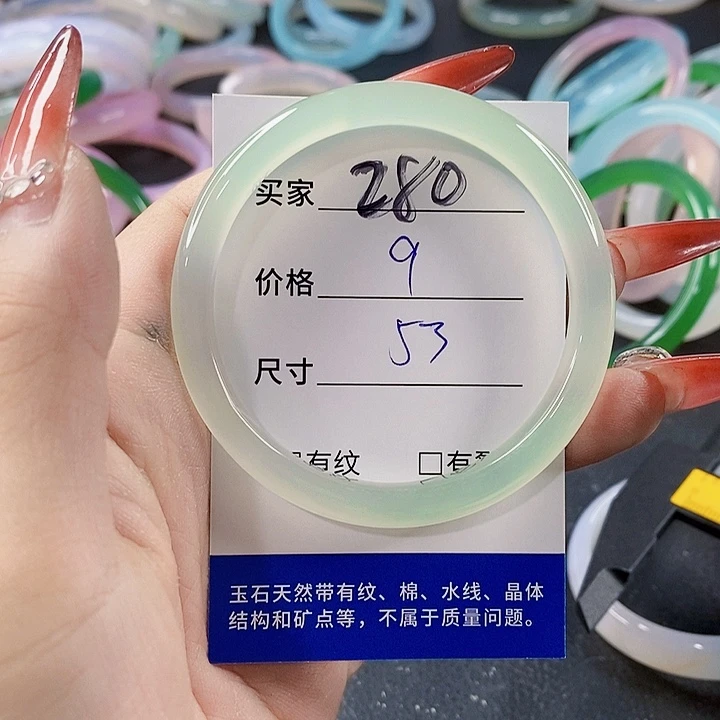 买家 280
价格 9
尺寸 53
有纹 □有
玉石天然带有纹、棉、水线、晶体
结构和矿点等，不属于质量问题。